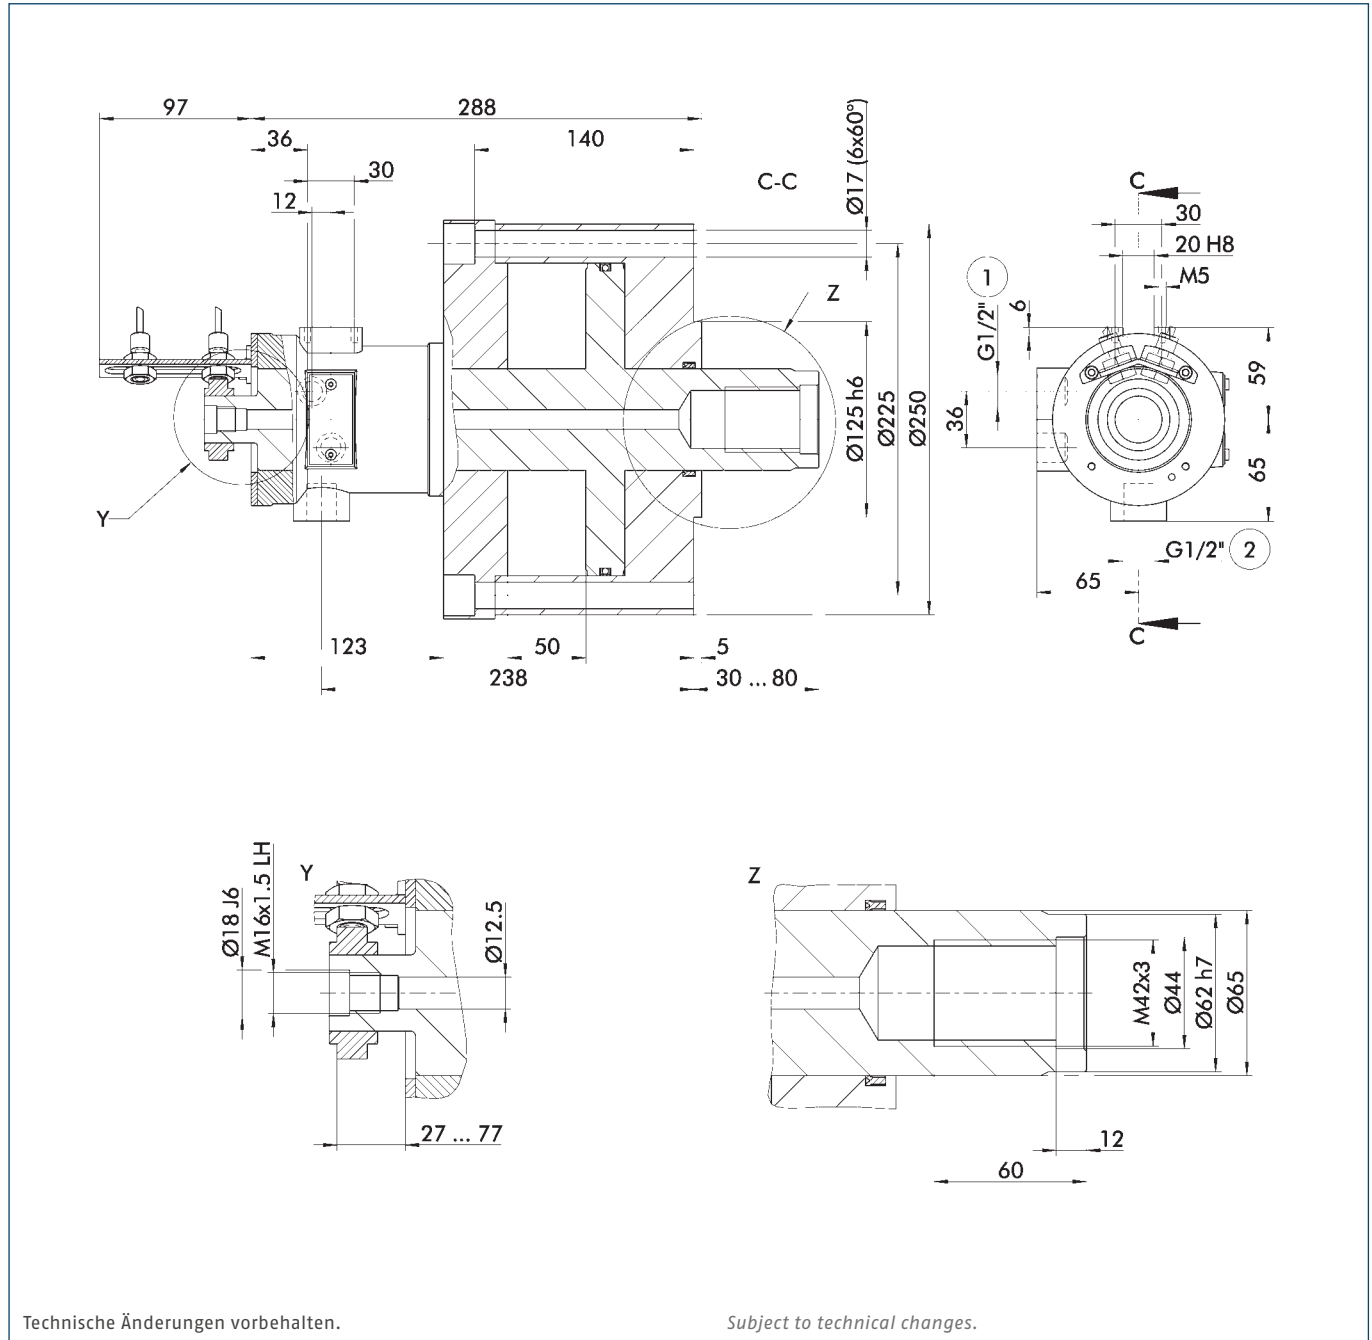 97
288
36
140
30
12
C-C
Ø17 (6x60°)
Z
Y
Ø125 h6
Ø225
Ø250
123
50
5
238
30 ... 80
C
30
20 H8
M5
1
G1/2"
6
36
59
65
G1/2" 2
65
C
Y
Ø18 J6
M16x1.5 LH
Ø12.5
27 ... 77
Z
M42x3
Ø44
Ø62 h7
Ø65
12
60
Technische Änderungen vorbehalten.
Subject to technical changes.